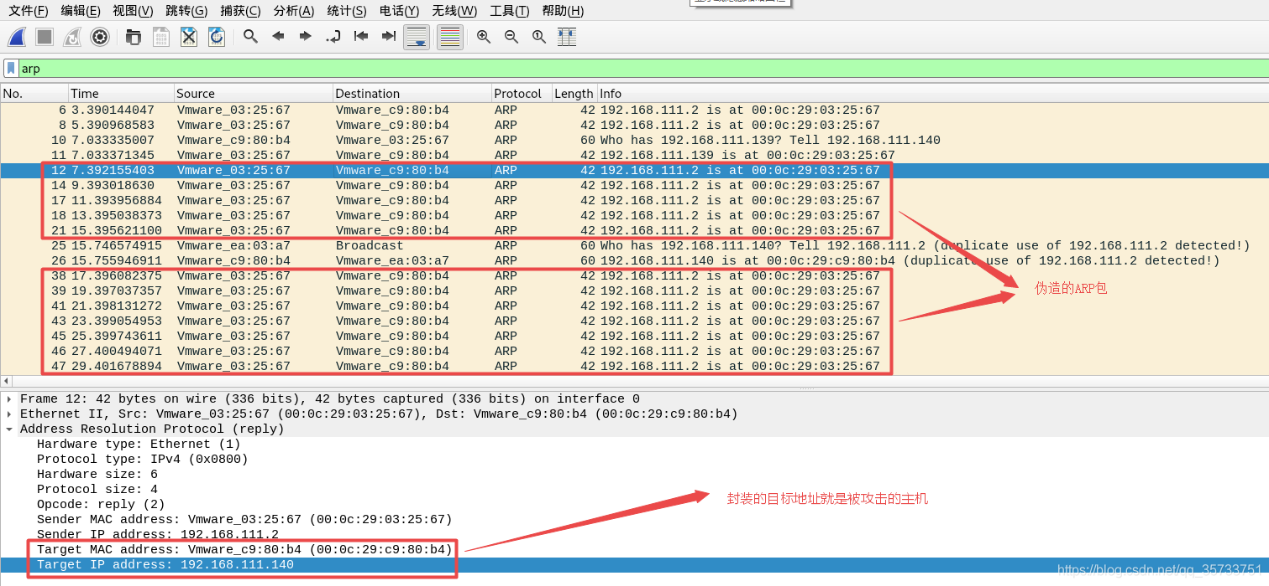 文件(F) 编辑(E) 视图(V) 跳转(G) 捕获(C) 分析(A) 统计(S) 电话(Y) 无线(W) 工具(T) 帮助(H)
arp
No. Time Source Destination Protocol Length Info
6 3.390144047 Vmware_03:25:67 Vmware_c9:80:b4 ARP 42 192.168.111.2 is at 00:0c:29:03:25:67
8 5.390968583 Vmware_03:25:67 Vmware_c9:80:b4 ARP 42 192.168.111.2 is at 00:0c:29:03:25:67
10 7.033335007 Vmware_c9:80:b4 Vmware_03:25:67 ARP 60 Who has 192.168.111.139? Tell 192.168.111.140
11 7.033371345 Vmware_03:25:67 Vmware_c9:80:b4 ARP 42 192.168.111.139 is at 00:0c:29:03:25:67
12 7.392155403 Vmware_03:25:67 Vmware_c9:80:b4 ARP 42 192.168.111.2 is at 00:0c:29:03:25:67
14 9.393018630 Vmware_03:25:67 Vmware_c9:80:b4 ARP 42 192.168.111.2 is at 00:0c:29:03:25:67
17 11.393956884 Vmware_03:25:67 Vmware_c9:80:b4 ARP 42 192.168.111.2 is at 00:0c:29:03:25:67
18 13.395038373 Vmware_03:25:67 Vmware_c9:80:b4 ARP 42 192.168.111.2 is at 00:0c:29:03:25:67
21 15.395621100 Vmware_03:25:67 Vmware_c9:80:b4 ARP 42 192.168.111.2 is at 00:0c:29:03:25:67
25 15.746574915 Vmware_ea:03:a7 Broadcast ARP 60 Who has 192.168.111.140? Tell 192.168.111.2 (duplicate use of 192.168.111.2 detected!)
26 15.755946911 Vmware_c9:80:b4 Vmware_ea:03:a7 ARP 60 192.168.111.140 is at 00:0c:29:c9:80:b4 (duplicate use of 192.168.111.2 detected!)
38 17.396082375 Vmware_03:25:67 Vmware_c9:80:b4 ARP 42 192.168.111.2 is at 00:0c:29:03:25:67
39 19.397037357 Vmware_03:25:67 Vmware_c9:80:b4 ARP 42 192.168.111.2 is at 00:0c:29:03:25:67
41 21.398131272 Vmware_03:25:67 Vmware_c9:80:b4 ARP 42 192.168.111.2 is at 00:0c:29:03:25:67
43 23.399054953 Vmware_03:25:67 Vmware_c9:80:b4 ARP 42 192.168.111.2 is at 00:0c:29:03:25:67
45 25.399743611 Vmware_03:25:67 Vmware_c9:80:b4 ARP 42 192.168.111.2 is at 00:0c:29:03:25:67
46 27.400494071 Vmware_03:25:67 Vmware_c9:80:b4 ARP 42 192.168.111.2 is at 00:0c:29:03:25:67
47 29.401678894 Vmware_03:25:67 Vmware_c9:80:b4 ARP 42 192.168.111.2 is at 00:0c:29:03:25:67
伪造的ARP包
Frame 12: 42 bytes on wire (336 bits), 42 bytes captured (336 bits) on interface 0
Ethernet II, Src: Vmware_03:25:67 (00:0c:29:03:25:67), Dst: Vmware_c9:80:b4 (00:0c:29:c9:80:b4)
Address Resolution Protocol (reply)
Hardware type: Ethernet (1)
Protocol type: IPv4 (0x0800)
Hardware size: 6
Protocol size: 4
Opcode: reply (2)
Sender MAC address: Vmware_03:25:67 (00:0c:29:03:25:67)
Sender IP address: 192.168.111.2
Target MAC address: Vmware_c9:80:b4 (00:0c:29:c9:80:b4)
Target IP address: 192.168.111.140
封装的目标地址就是被攻击的主机
https://blog.csdn.net/qq_35733751